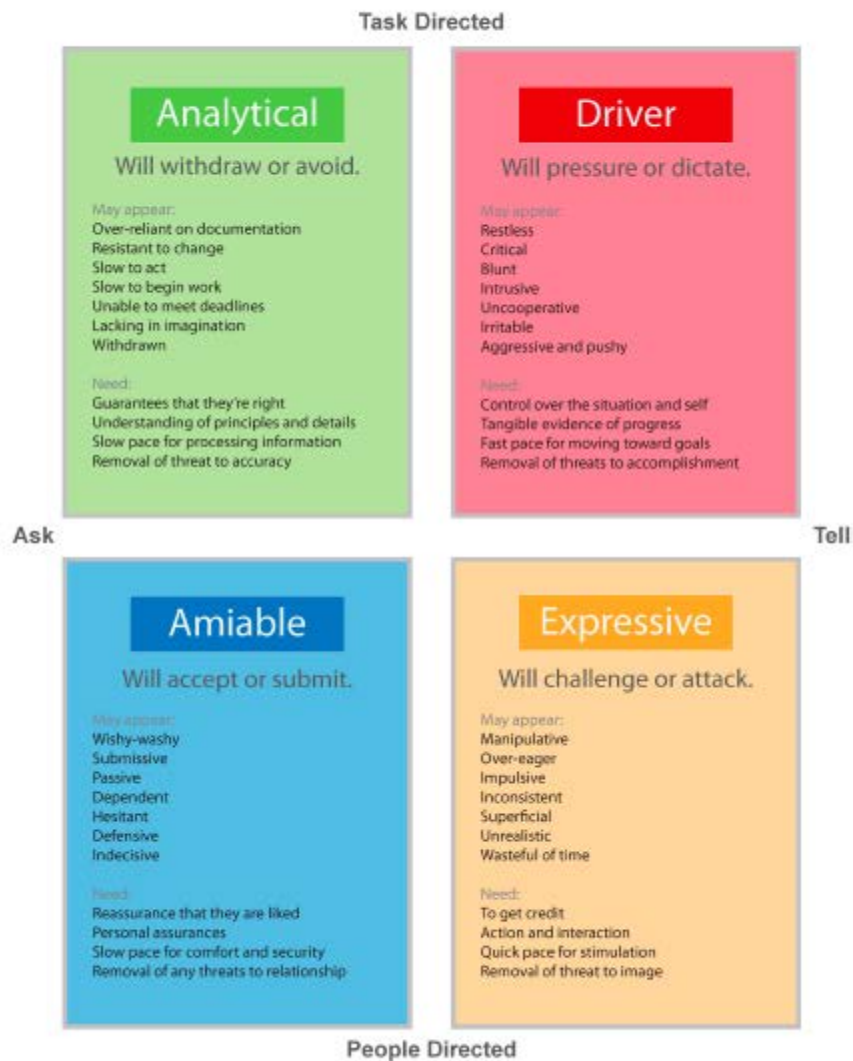 Task Directed
Analytical
Will withdraw or avoid.
May appear:
Over-reliant on documentation
Resistant to change
Slow to act
Slow to begin work
Unable to meet deadlines
Lacking in imagination
Withdrawn
Need:
Guarantees that they're right
Understanding of principles and details
Slow pace for processing information
Removal of threat to accuracy
Driver
Will pressure or dictate.
May appear:
Restless
Critical
Blunt
Intrusive
Uncooperative
Irritable
Aggressive and pushy
Need:
Control over the situation and self
Tangible evidence of progress
Fast pace for moving toward goals
Removal of threats to accomplishment
Ask
Tell
Amiable
Will accept or submit.
May appear:
Wishy-washy
Submissive
Passive
Dependent
Hesitant
Defensive
Indecisive
Need:
Reassurance that they are liked
Personal assurances
Slow pace for comfort and security
Removal of any threats to relationship
Expressive
Will challenge or attack.
May appear:
Manipulative
Over-eager
Impulsive
Inconsistent
Superficial
Unrealistic
Wasteful of time
Need:
To get credit
Action and interaction
Quick pace for stimulation
Removal of threat to image
People Directed